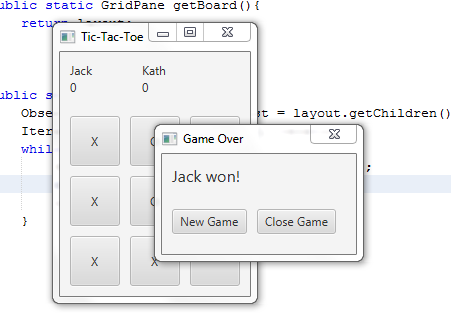 ublic static GridPane getBoard(){
return
Tic-Tac-Toe
Jack Kath
0 0
ublic s
Obse st = layout.getChildren()
Iter
whil ;
}
X
X
X
Game Over
Jack won!
New Game Close Game